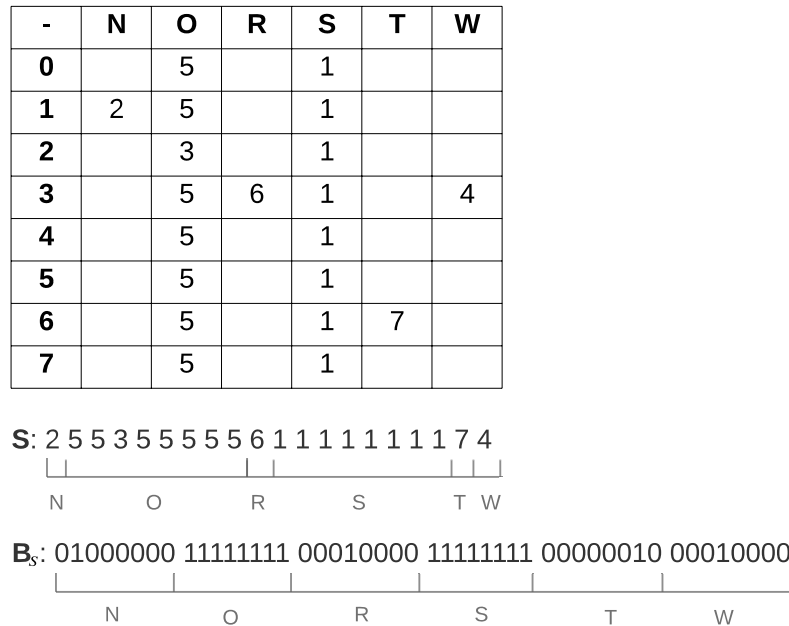 - N O R S T W
0 5 1
1 2 5 1
2 3 1
3 5 6 1 4
4 5 1
5 5 1
6 5 1 7
7 5 1
S: 2 5 5 3 5 5 5 5 5 6 1 1 1 1 1 1 1 1 7 4
N O R S T W
Bs: 01000000 11111111 00010000 11111111 00000010 00010000
N O R S T W